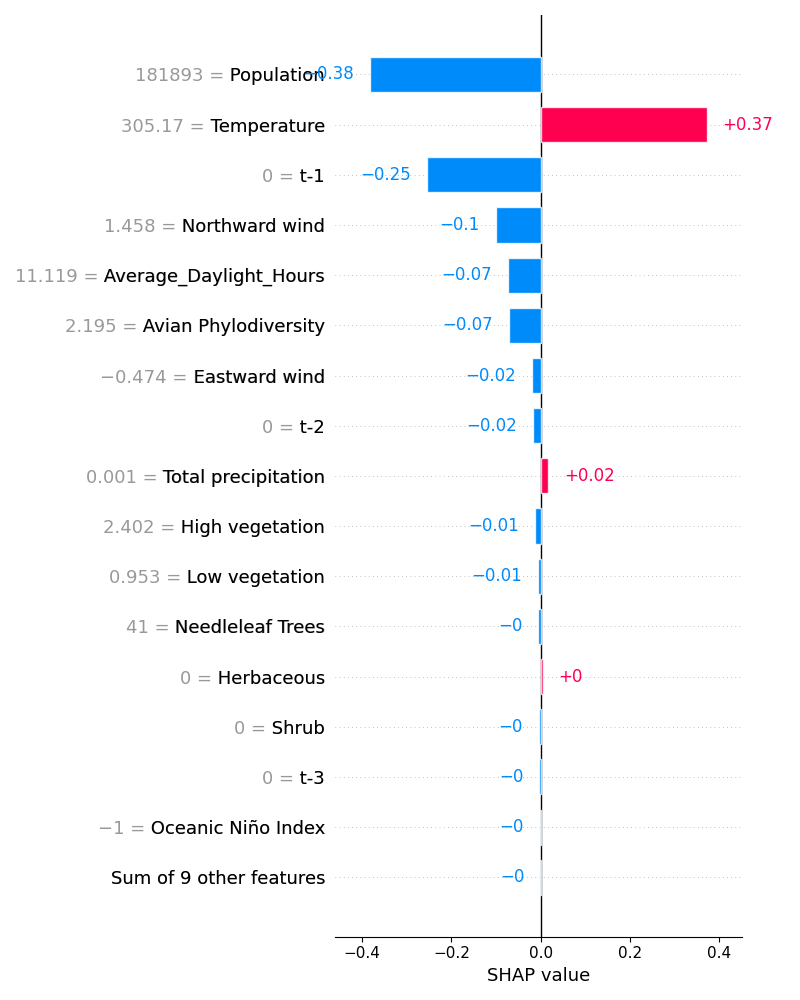 181893 = Population −0.38
305.17 = Temperature +0.37
0 = t-1 −0.25
1.458 = Northward wind −0.1
11.119 = Average_Daylight_Hours −0.07
2.195 = Avian Phylodiversity −0.07
−0.474 = Eastward wind −0.02
0 = t-2 −0.02
0.001 = Total precipitation +0.02
2.402 = High vegetation −0.01
0.953 = Low vegetation −0.01
41 = Needleleaf Trees −0
0 = Herbaceous +0
0 = Shrub −0
0 = t-3 −0
−1 = Oceanic Niño Index −0
Sum of 9 other features −0
−0.4 −0.2 0.0 0.2 0.4
SHAP value